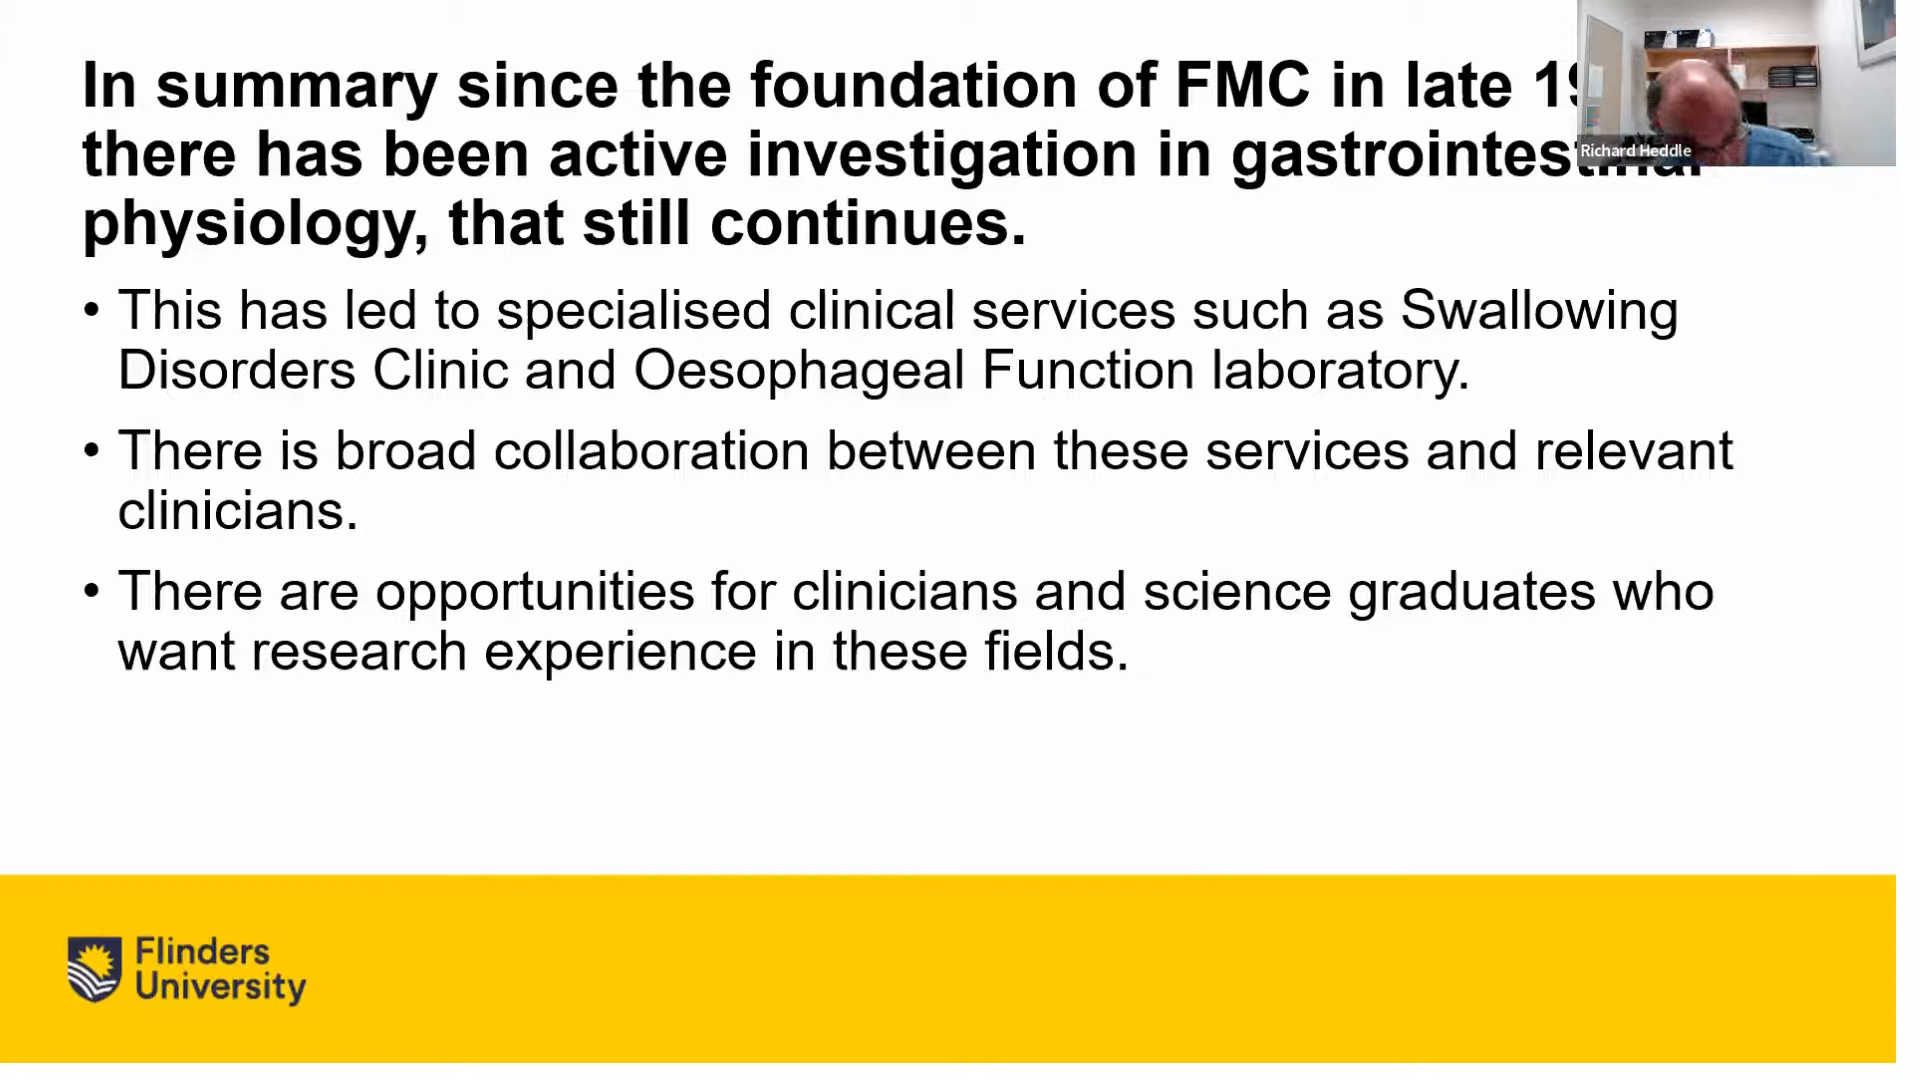 In summary since the foundation of FMC in late
there has been active investigation in gastrointestinal
physiology, that still continues.
• This has led to specialised clinical services such as Swallowing
Disorders Clinic and Oesophageal Function laboratory.
• There is broad collaboration between these services and relevant
clinicians.
• There are opportunities for clinicians and science graduates who
want research experience in these fields.
Richard Heddle
Flinders
University